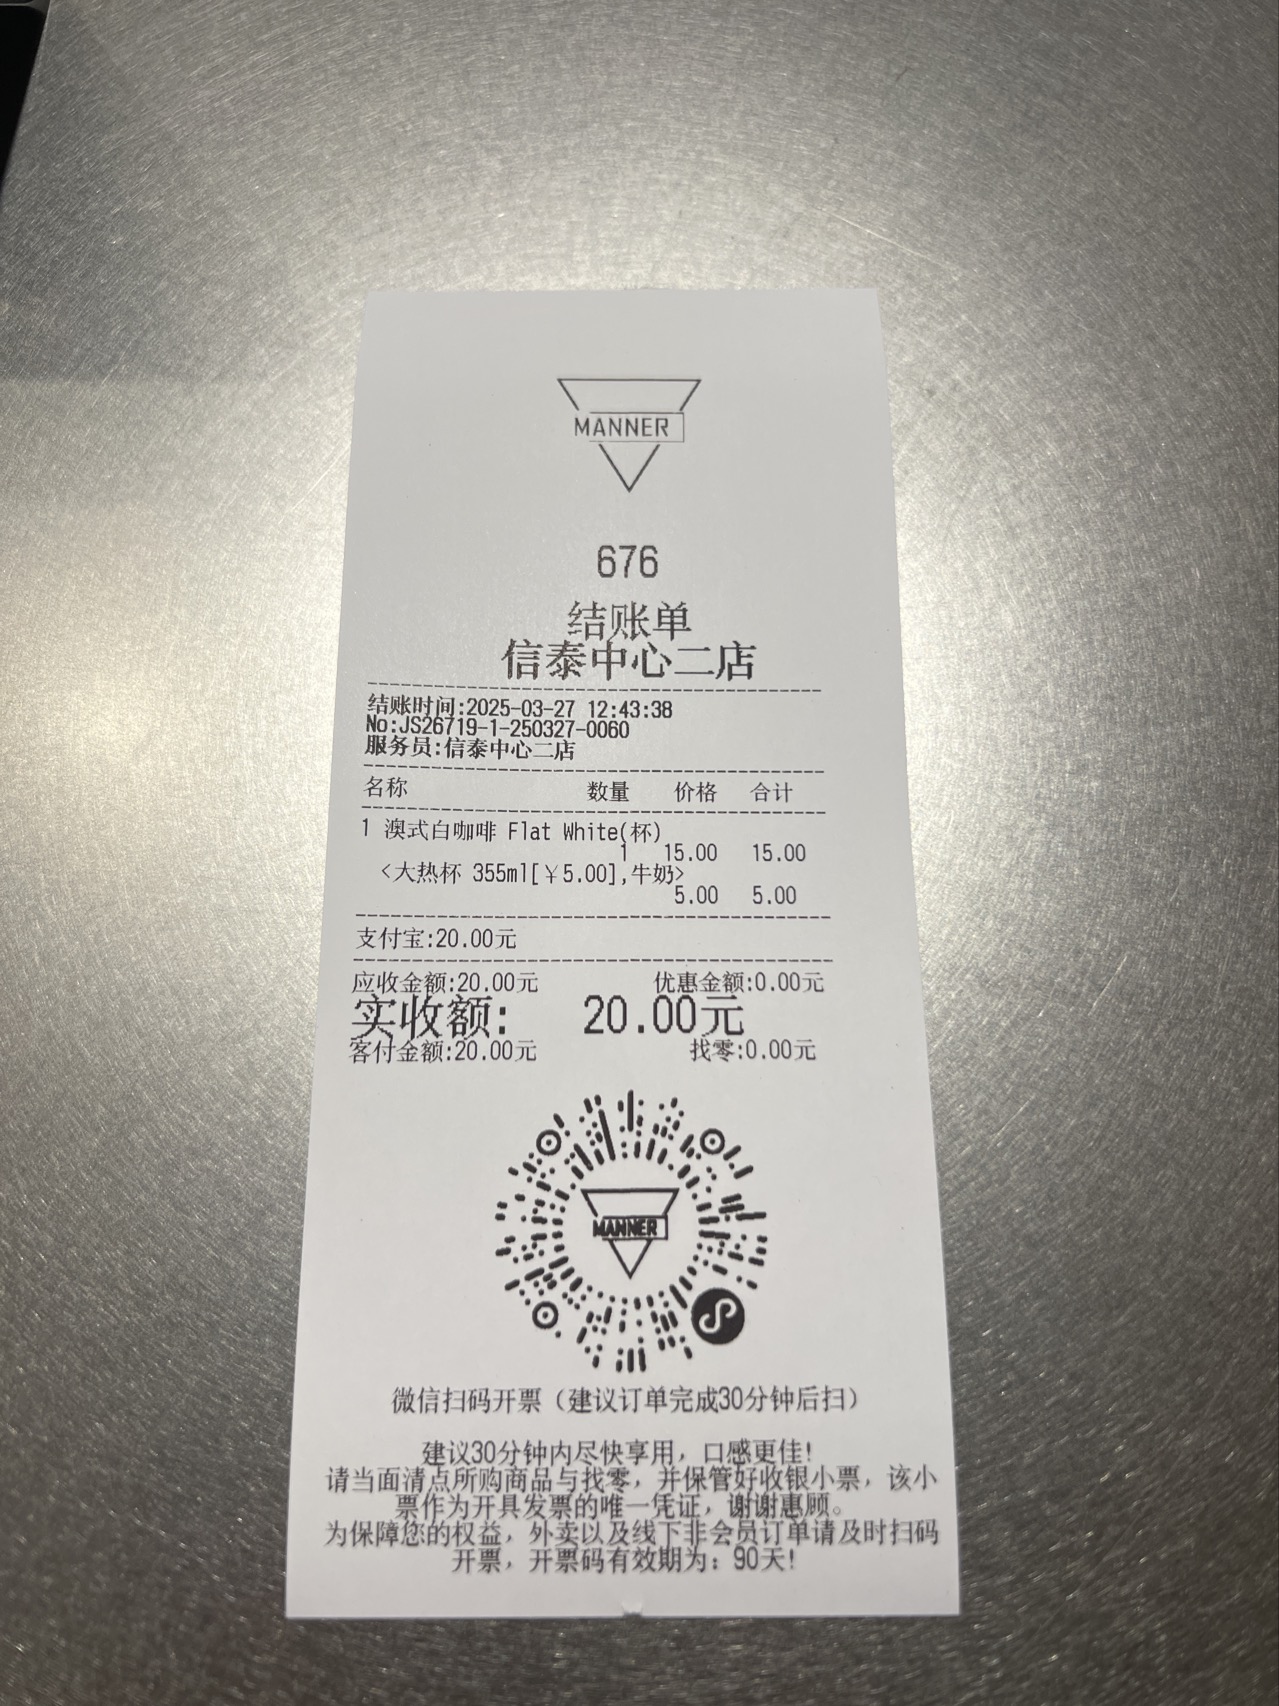 MANNER
676
结账单
信泰中心二店
结账时间:2025-03-27 12:43:38
No:JS26719-1-250327-0060
服务员:信泰中心二店
名称 数量 价格 合计
1 澳式白咖啡 Flat White(杯)
1 15.00 15.00
<大热杯 355ml[￥5.00],牛奶>
5.00 5.00
支付宝:20.00元
应收金额:20.00元 优惠金额:0.00元
实收额: 20.00元
客付金额:20.00元 找零:0.00元
MANNER
微信扫码开票（建议订单完成30分钟后扫）
建议30分钟内尽快享用，口感更佳!
请当面清点所购商品与找零，并保管好收银小票，该小
票作为开具发票的唯一凭证，谢谢惠顾。
为保障您的权益，外卖以及线下非会员订单请及时扫码
开票，开票码有效期为：90天!